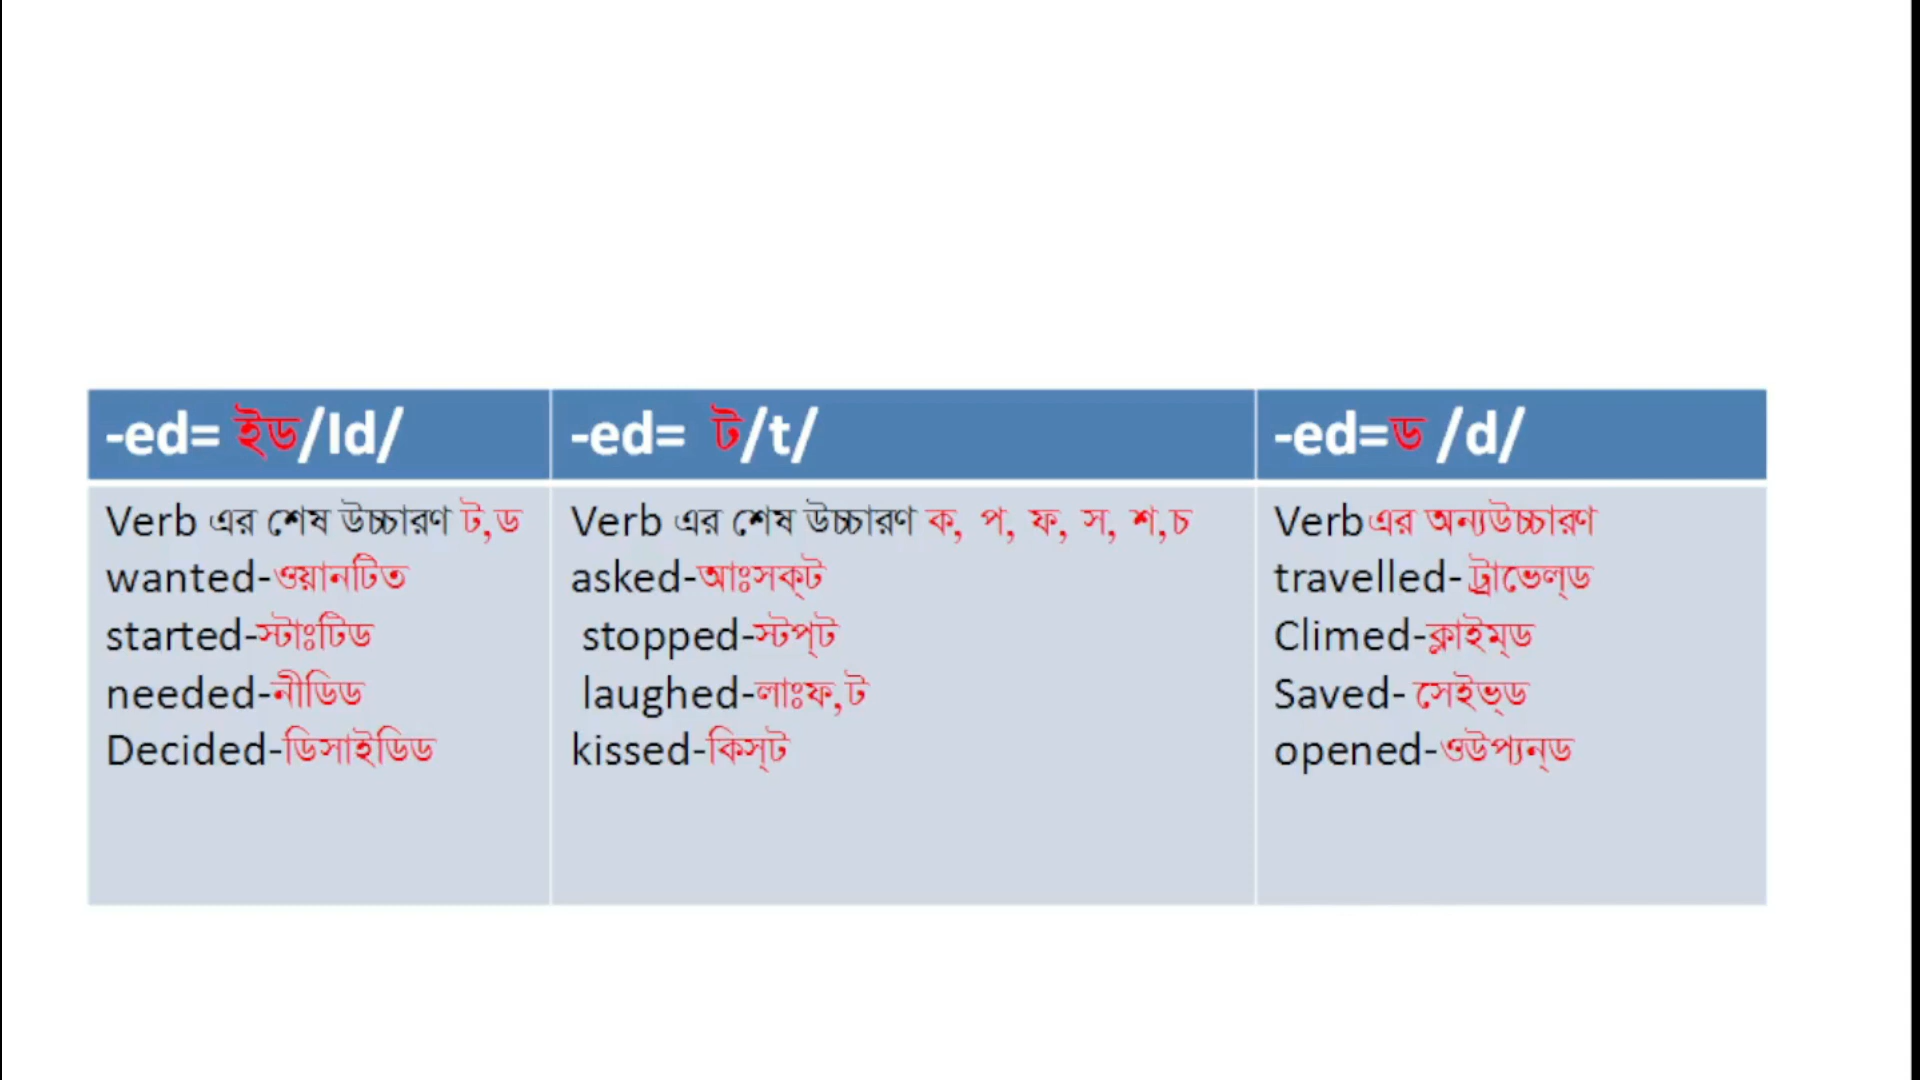 -ed= ইড/Id/
-ed= ট/t/
-ed=ড /d/
Verb এর শেষ উচ্চারণ ট,ড
wanted-ওয়ানটিত
started-স্টাঃটিড
needed-নীডিড
Decided-ডিসাইডিড
Verb এর শেষ উচ্চারণ ক, প, ফ, স, শ,চ
asked-আঃসক্‌ট
stopped-স্টপ্‌ট
laughed-লাঃফ,ট
kissed-কিস্‌ট
Verbএর অন্যউচ্চারণ
travelled- ট্রাভেল্‌ড
Climed-ক্লাইম্‌ড
Saved- সেইভ্‌ড
opened-ওউপ্যন্‌ড